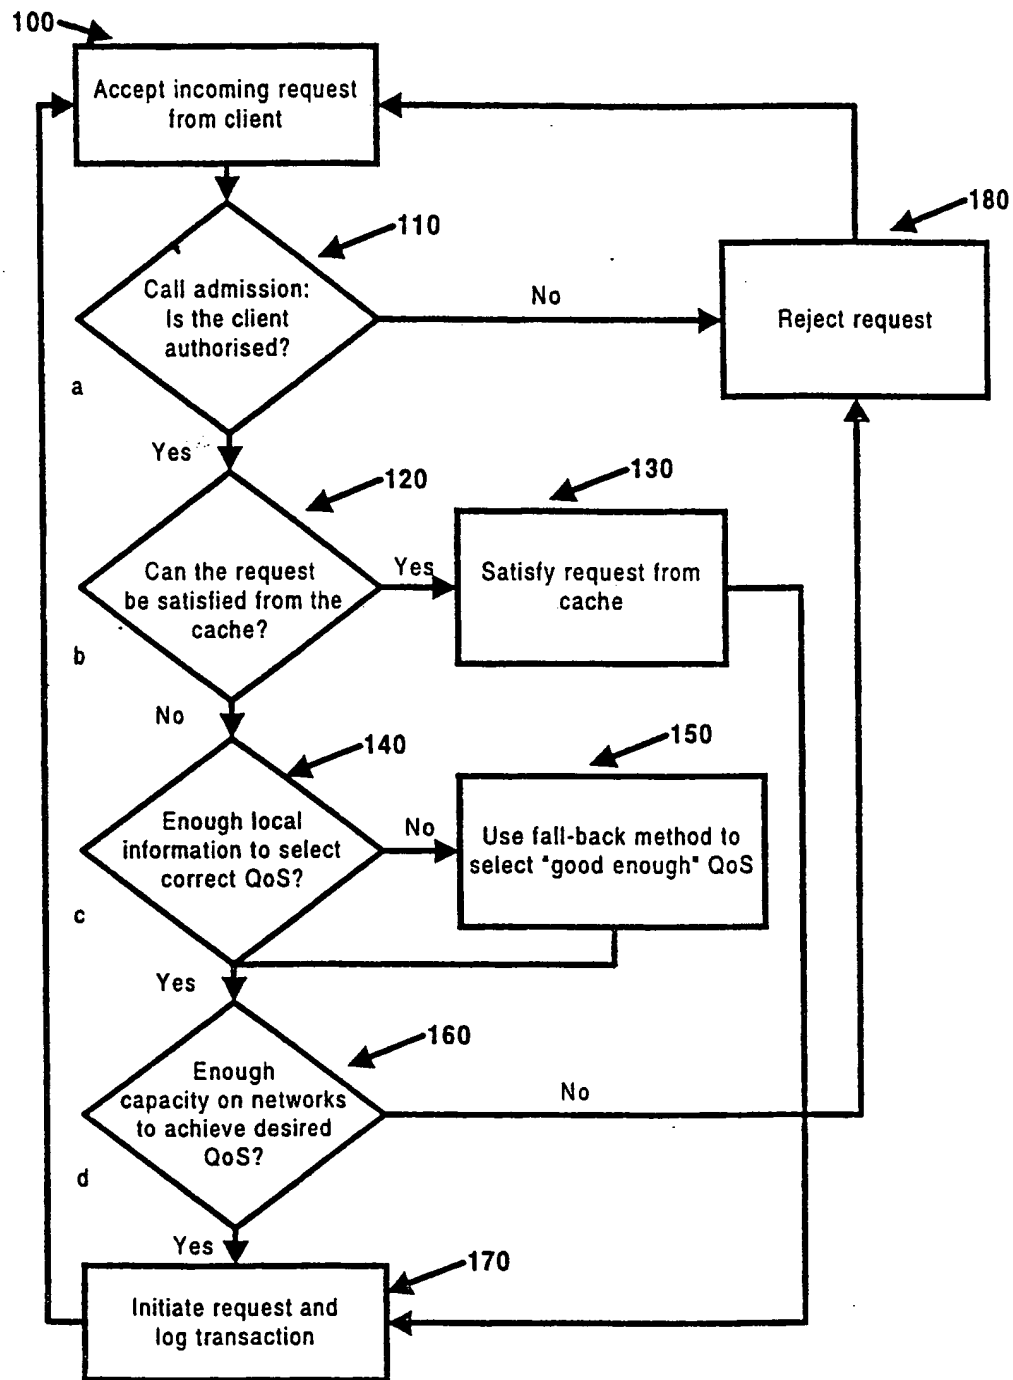 100
Accept incoming request
from client
110
180
Call admission:
Is the client
authorised?
No
Reject request
a
Yes
120
130
Can the request
be satisfied from the
cache?
Yes
Satisfy request from
cache
b
No
140
150
Enough local
information to select
correct QoS?
No
Use fall-back method to
select "good enough" QoS
c
Yes
160
Enough
capacity on networks
to achieve desired
QoS?
No
d
Yes
170
Initiate request and
log transaction